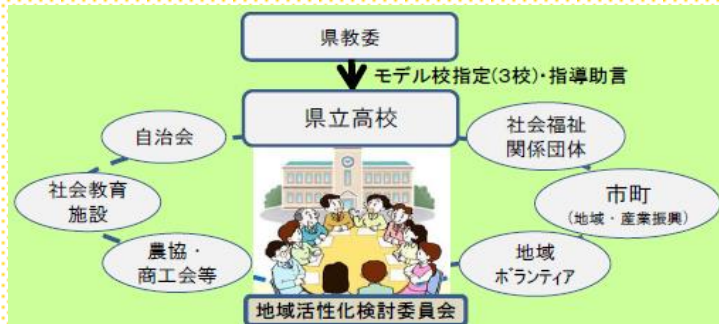 県教委
モデル校指定(3校)・指導助言
県立高校
自治会
社会福祉
関係団体
社会教育
施設
市町
(地域・産業振興)
農協・
商工会等
地域
ボランティア
地域活性化検討委員会